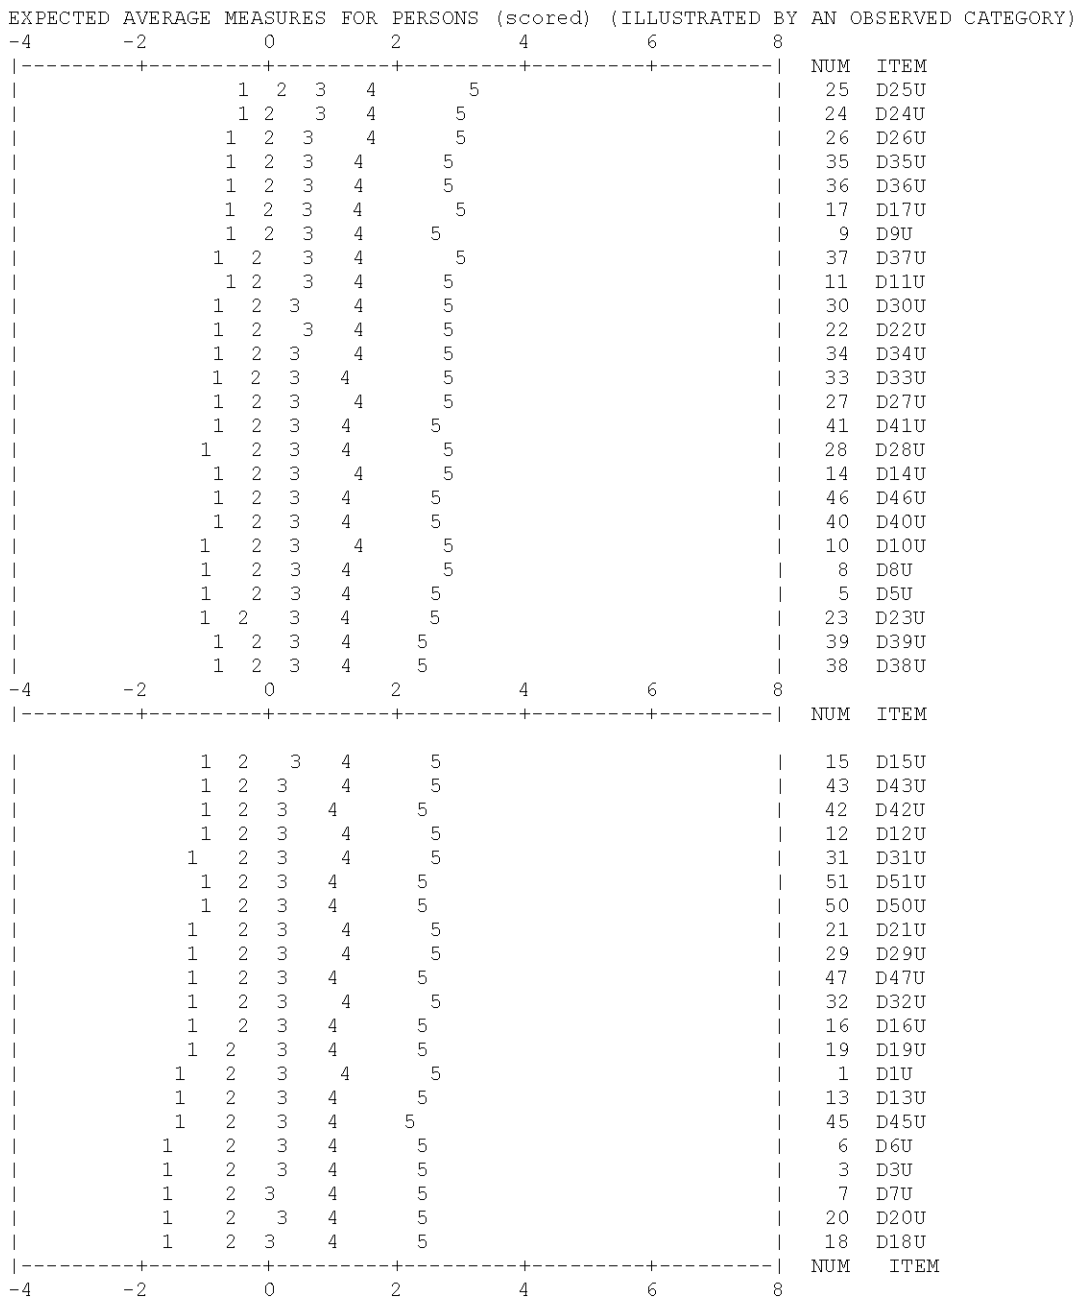 EXPECTED AVERAGE MEASURES FOR PERSONS (scored) (ILLUSTRATED BY AN OBSERVED CATEGORY)
-4 -2 0 2 4 6 8
|---------+---------+---------+---------+---------+---------| NUM ITEM
| 1 2 3 4 5 | 25 D25U
| 1 2 3 4 5 | 24 D24U
| 1 2 3 4 5 | 26 D26U
| 1 2 3 4 5 | 35 D35U
| 1 2 3 4 5 | 36 D36U
| 1 2 3 4 5 | 17 D17U
| 1 2 3 4 5 | 9 D9U
| 1 2 3 4 5 | 37 D37U
| 1 2 3 4 5 | 11 D11U
| 1 2 3 4 5 | 30 D30U
| 1 2 3 4 5 | 22 D22U
| 1 2 3 4 5 | 34 D34U
| 1 2 3 4 5 | 33 D33U
| 1 2 3 4 5 | 27 D27U
| 1 2 3 4 5 | 41 D41U
| 1 2 3 4 5 | 28 D28U
| 1 2 3 4 5 | 14 D14U
| 1 2 3 4 5 | 46 D46U
| 1 2 3 4 5 | 40 D40U
| 1 2 3 4 5 | 10 D10U
| 1 2 3 4 5 | 8 D8U
| 1 2 3 4 5 | 5 D5U
| 1 2 3 4 5 | 23 D23U
| 1 2 3 4 5 | 39 D39U
| 1 2 3 4 5 | 38 D38U
-4 -2 0 2 4 6 8
|---------+---------+---------+---------+---------+---------| NUM ITEM
| 1 2 3 4 5 | 15 D15U
| 1 2 3 4 5 | 43 D43U
| 1 2 3 4 5 | 42 D42U
| 1 2 3 4 5 | 12 D12U
| 1 2 3 4 5 | 31 D31U
| 1 2 3 4 5 | 51 D51U
| 1 2 3 4 5 | 50 D50U
| 1 2 3 4 5 | 21 D21U
| 1 2 3 4 5 | 29 D29U
| 1 2 3 4 5 | 47 D47U
| 1 2 3 4 5 | 32 D32U
| 1 2 3 4 5 | 16 D16U
| 1 2 3 4 5 | 19 D19U
| 1 2 3 4 5 | 1 D1U
| 1 2 3 4 5 | 13 D13U
| 1 2 3 4 5 | 45 D45U
| 1 2 3 4 5 | 6 D6U
| 1 2 3 4 5 | 3 D3U
| 1 2 3 4 5 | 7 D7U
| 1 2 3 4 5 | 20 D20U
| 1 2 3 4 5 | 18 D18U
|---------+---------+---------+---------+---------+---------| NUM ITEM
-4 -2 0 2 4 6 8